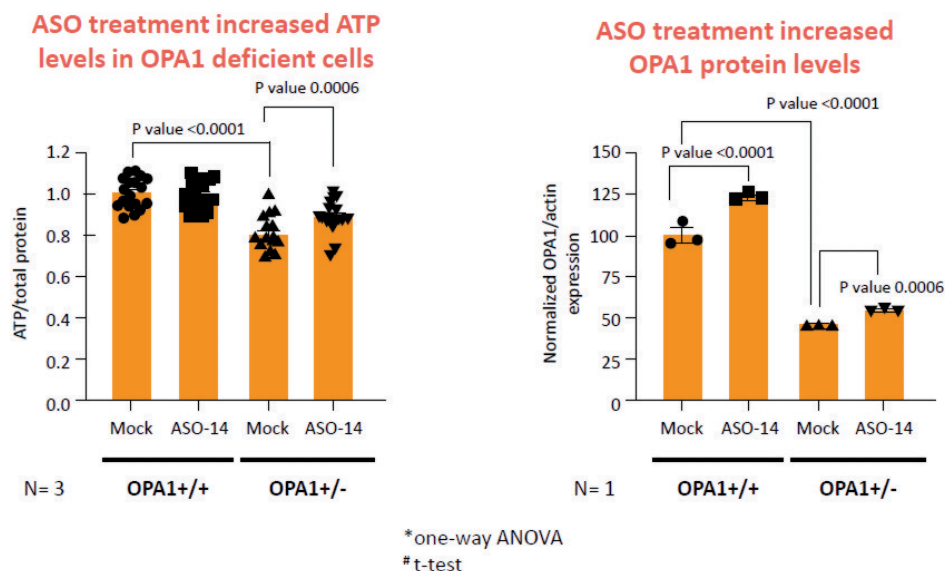 ASO treatment increased ATP
levels in OPA1 deficient cells
P value 0.0006
P value <0.0001
1.2
1.0
0.8
0.6
0.4
0.2
0.0
ATP/total protein
Mock
ASO-14
Mock
ASO-14
N= 3
OPA1+/+
OPA1+/-
ASO treatment increased
OPA1 protein levels
P value <0.0001
P value <0.0001
P value 0.0006
150
125
100
75
50
25
0
Normalized OPA1/actin
expression
Mock
ASO-14
Mock
ASO-14
N= 1
OPA1+/+
OPA1+/-
*one-way ANOVA
# t-test